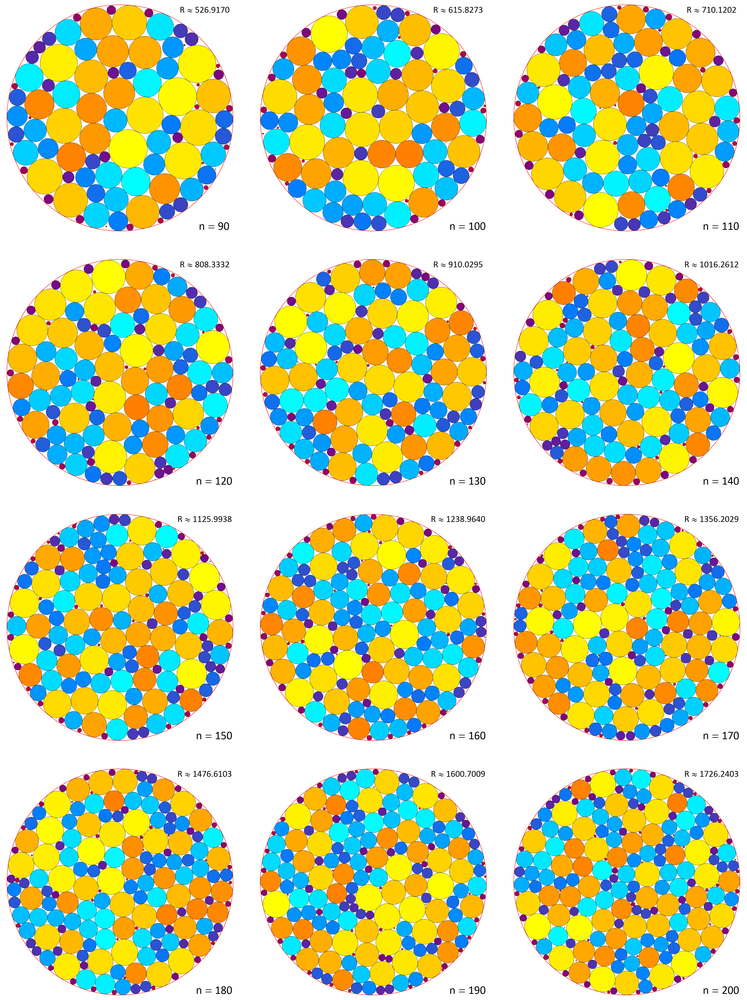 R ≈ 526.9170
R ≈ 615.8273
R ≈ 710.1202
n = 90
n = 100
n = 110
R ≈ 808.3332
R ≈ 910.0295
R ≈ 1016.2612
n = 120
n = 130
n = 140
R ≈ 1125.9938
R ≈ 1238.9640
R ≈ 1356.2029
n = 150
n = 160
n = 170
R ≈ 1476.6103
R ≈ 1600.7009
R ≈ 1726.2403
n = 180
n = 190
n = 200